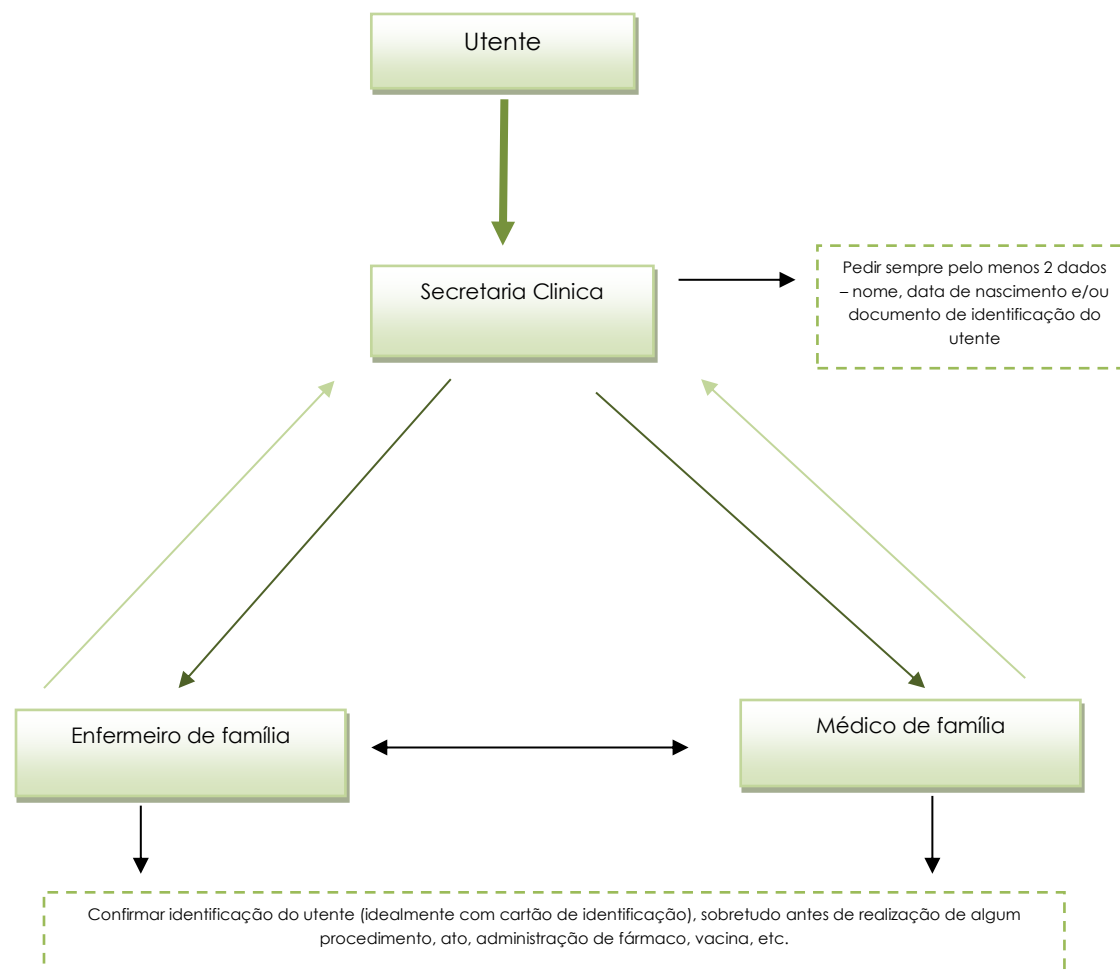 Utente
Secretaria Clinica
Pedir sempre pelo menos 2 dados
– nome, data de nascimento e/ou
documento de identificação do
utente
Enfermeiro de família
Médico de família
Confirmar identificação do utente (idealmente com cartão de identificação), sobretudo antes de realização de algum
procedimento, ato, administração de fármaco, vacina, etc.